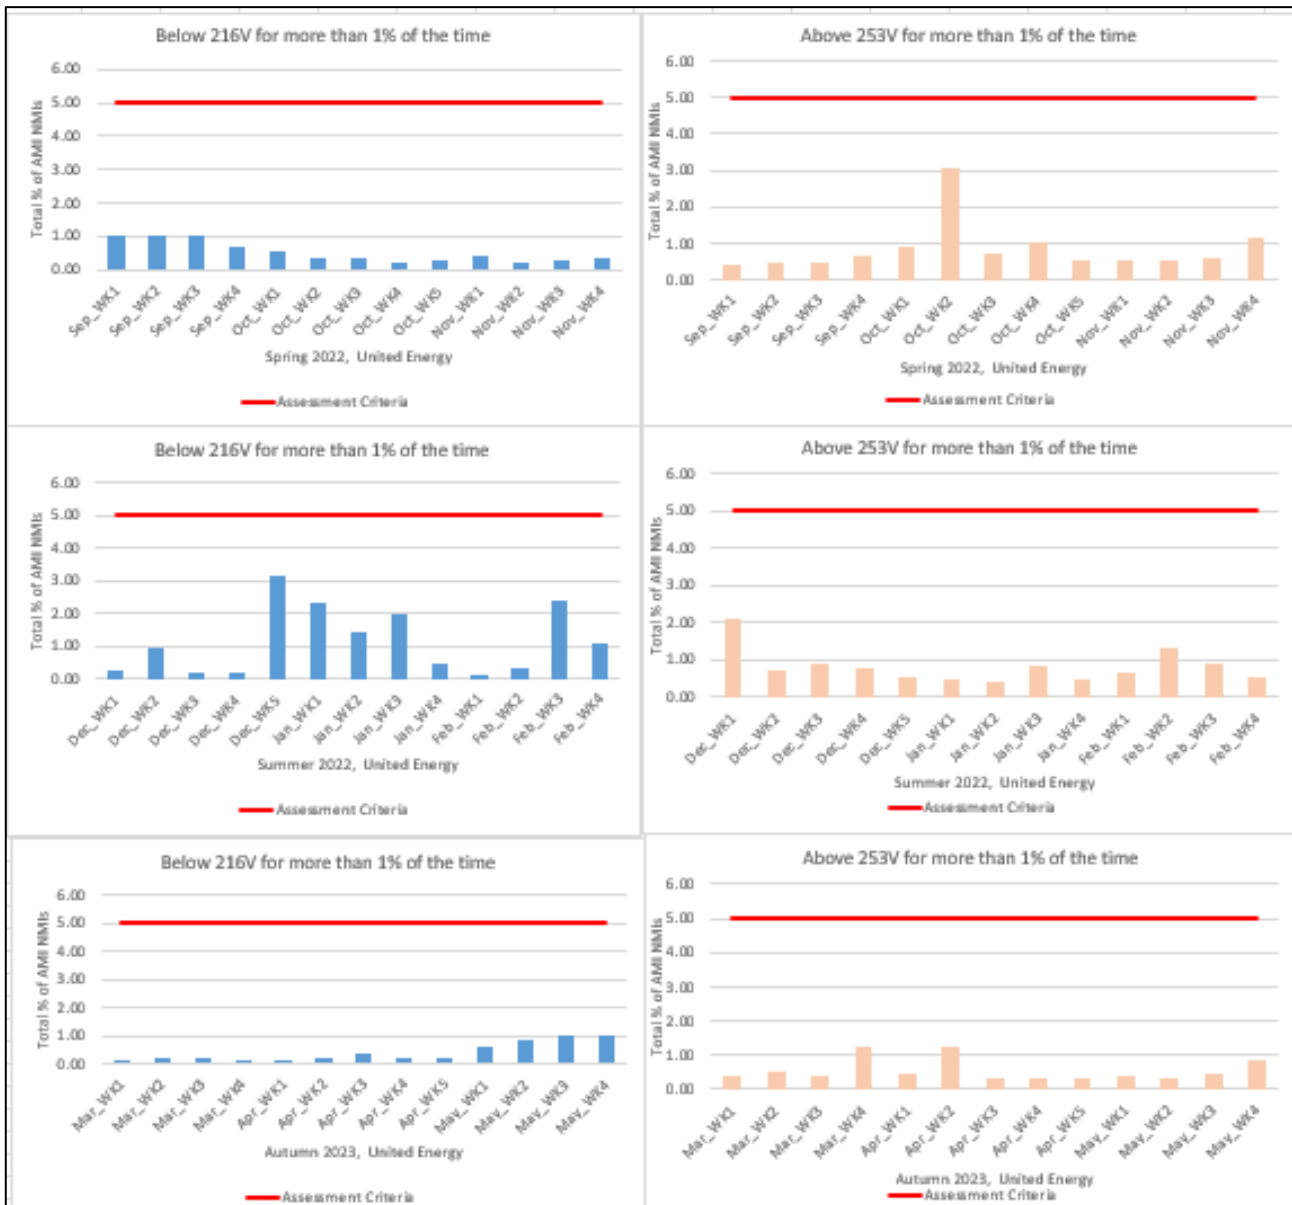 Below 216V for more than 1% of the time
Total % of AMI NMIs
6.00
5.00
4.00
3.00
2.00
1.00
0.00
Sep_WK1
Sep_WK2
Sep_WK3
Sep_WK4
Oct_WK1
Oct_WK2
Oct_WK3
Oct_WK4
Oct_WK5
Nov_WK1
Nov_WK2
Nov_WK3
Nov_WK4
Spring 2022, United Energy
Assessment Criteria
Above 253V for more than 1% of the time
Total % of AMI NMIs
6.00
5.00
4.00
3.00
2.00
1.00
0.00
Sep_WK1
Sep_WK2
Sep_WK3
Sep_WK4
Oct_WK1
Oct_WK2
Oct_WK3
Oct_WK4
Oct_WK5
Nov_WK1
Nov_WK2
Nov_WK3
Nov_WK4
Spring 2022, United Energy
Assessment Criteria
Below 216V for more than 1% of the time
Total % of AMI NMIs
6.00
5.00
4.00
3.00
2.00
1.00
0.00
Dec_WK1
Dec_WK2
Dec_WK3
Dec_WK4
Dec_WK5
Jan_WK1
Jan_WK2
Jan_WK3
Jan_WK4
Feb_WK1
Feb_WK2
Feb_WK3
Feb_WK4
Summer 2022, United Energy
Assessment Criteria
Above 253V for more than 1% of the time
Total % of AMI NMIs
6.00
5.00
4.00
3.00
2.00
1.00
0.00
Dec_WK1
Dec_WK2
Dec_WK3
Dec_WK4
Dec_WK5
Jan_WK1
Jan_WK2
Jan_WK3
Jan_WK4
Feb_WK1
Feb_WK2
Feb_WK3
Feb_WK4
Summer 2022, United Energy
Assessment Criteria
Below 216V for more than 1% of the time
Total % of AMI NMIs
6.00
5.00
4.00
3.00
2.00
1.00
0.00
Mar_WK1
Mar_WK2
Mar_WK3
Mar_WK4
Apr_WK1
Apr_WK2
Apr_WK3
Apr_WK4
Apr_WK5
May_WK1
May_WK2
May_WK3
May_WK4
Autumn 2023, United Energy
Assessment Criteria
Above 253V for more than 1% of the time
Total % of AMI NMIs
6.00
5.00
4.00
3.00
2.00
1.00
0.00
Mar_WK1
Mar_WK2
Mar_WK3
Mar_WK4
Apr_WK1
Apr_WK2
Apr_WK3
Apr_WK4
Apr_WK5
May_WK1
May_WK2
May_WK3
May_WK4
Autumn 2023, United Energy
Assessment Criteria